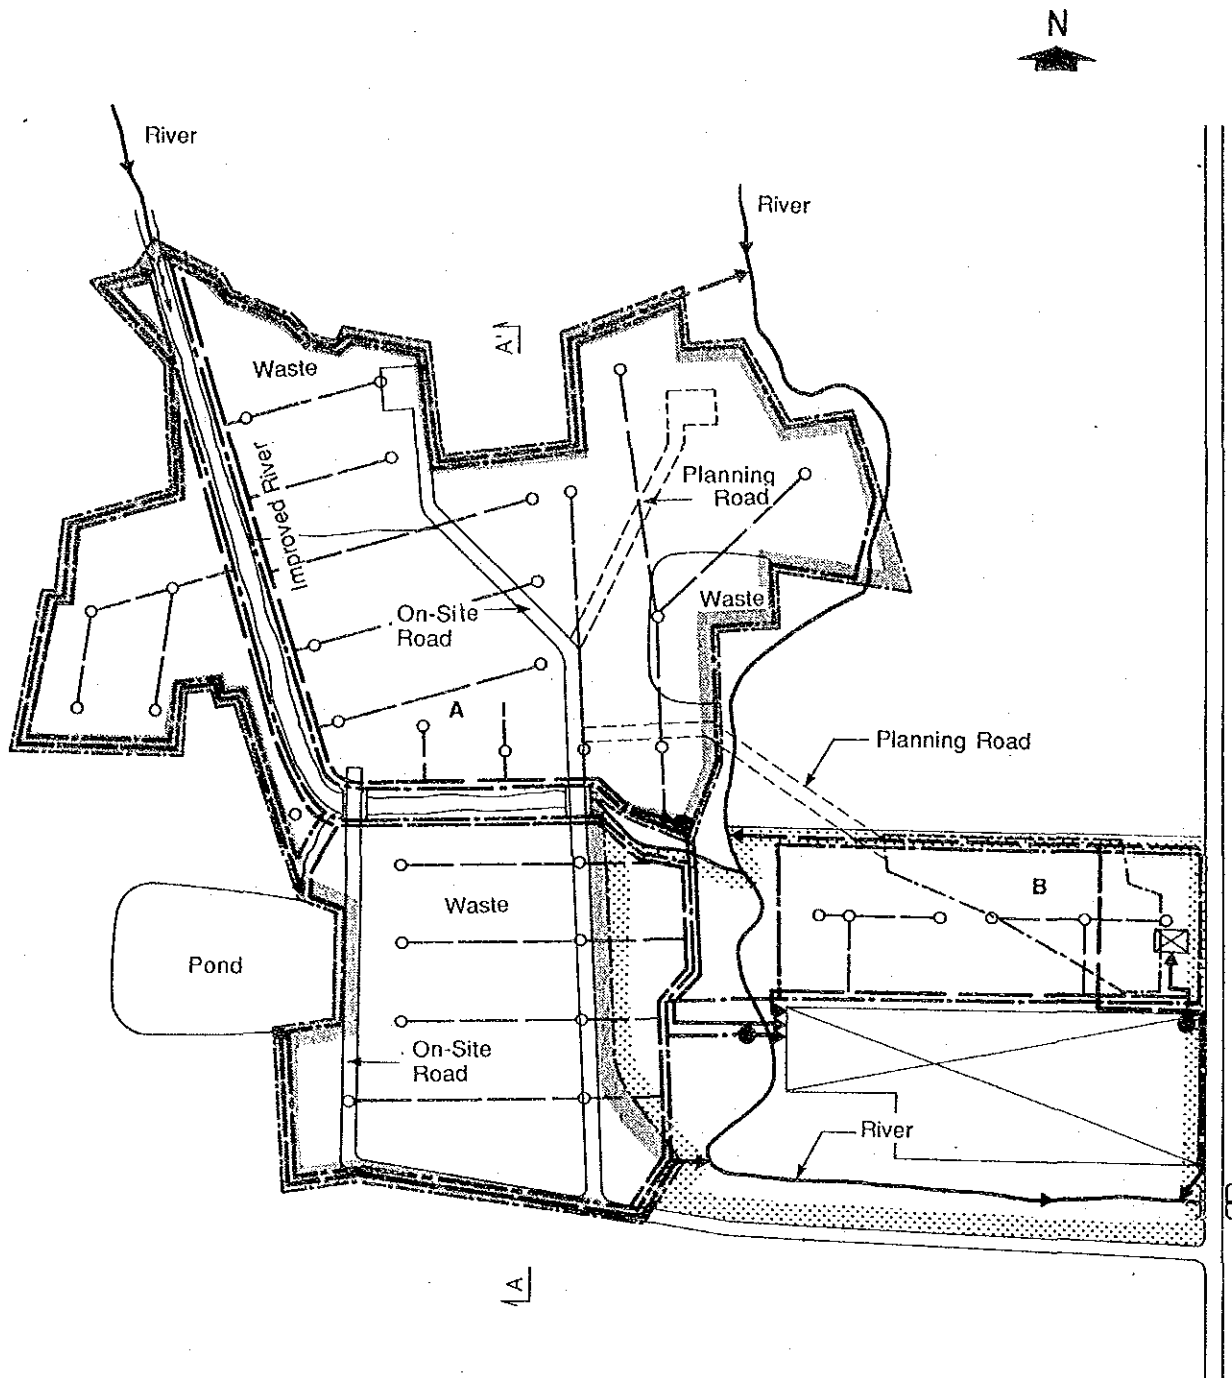 N
River
River
A'
Waste
Improved River
Planning
Road
On-Site
Road
Waste
A
Planning Road
B
Waste
Pond
On-Site
Road
River
A